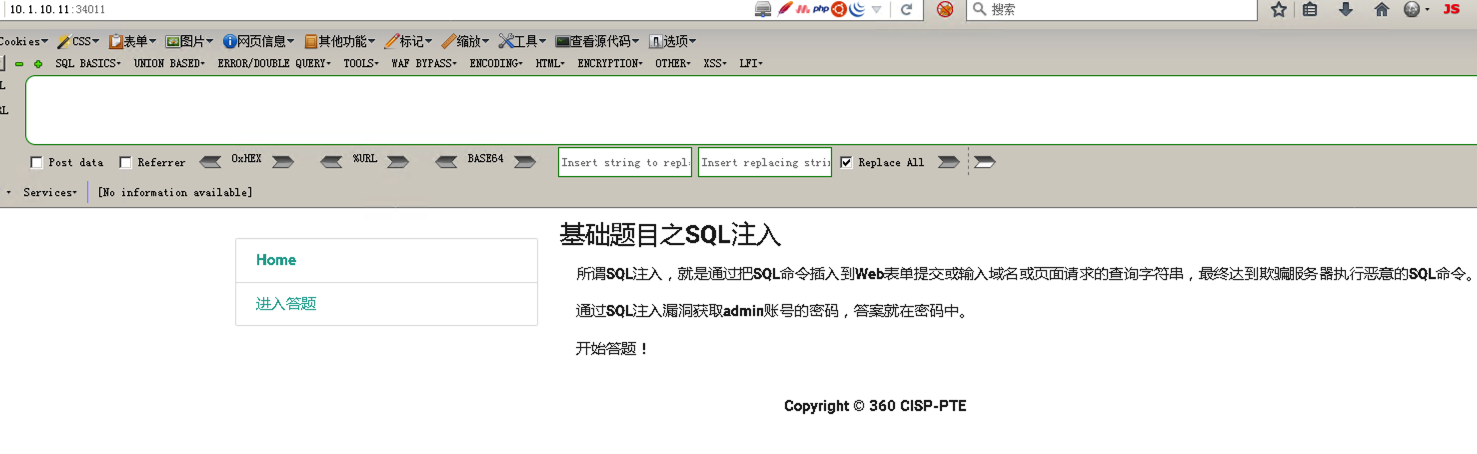 10.1.10.11:34011 php 搜索 JS
Cookies▾ CSS▾ 表单▾ 图片▾ 网页信息▾ 其他功能▾ 标记▾ 缩放▾ 工具▾ 查看源代码▾ 选项▾
SQL BASICS▾ UNION BASED▾ ERROR/DOUBLE QUERY▾ TOOLS▾ WAF BYPASS▾ ENCODING▾ HTML▾ ENCRYPTION▾ OTHER▾ XSS▾ LFI▾
L
RL
Post data Referrer 0xHEX %URL BASE64 Insert string to repl Insert replacing stri Replace All
Services▾ [No information available]
基础题目之SQL注入
Home
所谓SQL注入，就是通过把SQL命令插入到Web表单提交或输入域名或页面请求的查询字符串，最终达到欺骗服务器执行恶意的SQL命令。
进入答题
通过SQL注入漏洞获取admin账号的密码，答案就在密码中。
开始答题！
Copyright © 360 CISP-PTE